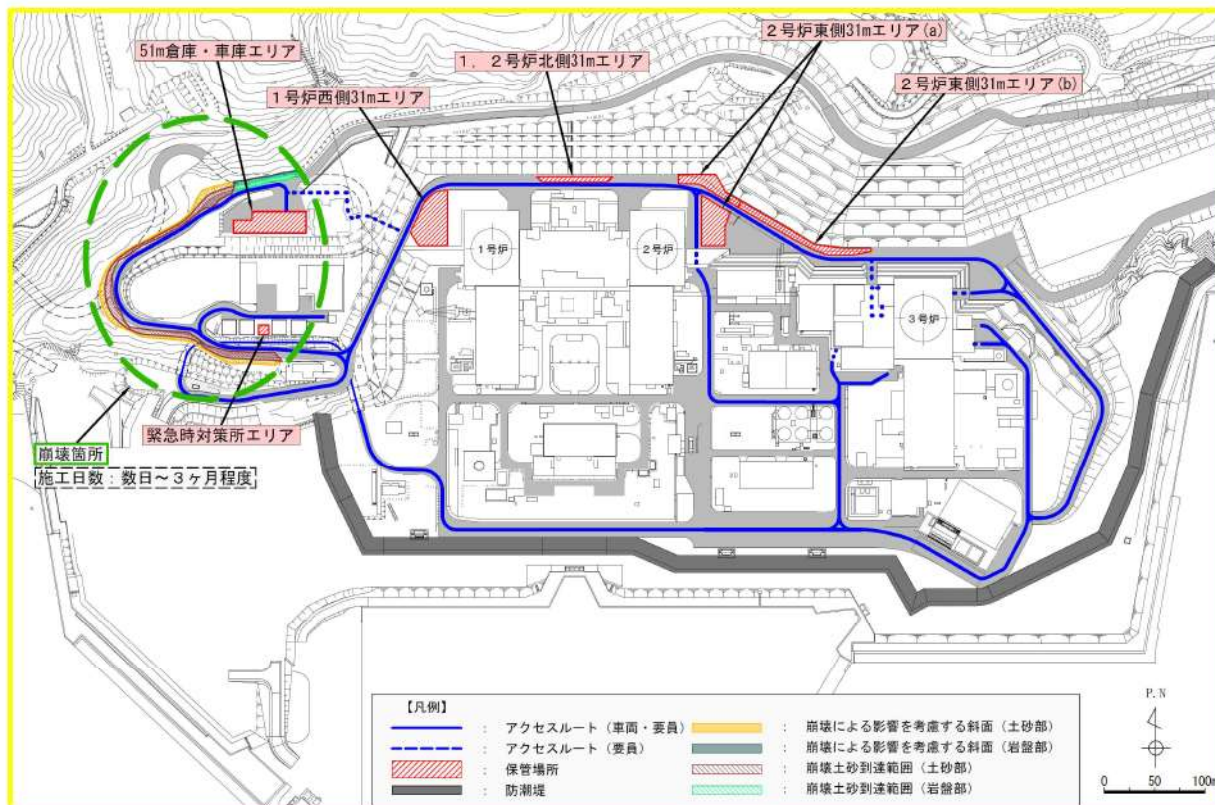 51m倉庫・車庫エリア
1号炉西側31mエリア
1.2号炉北側31mエリア
2号炉東側31mエリア(a)
2号炉東側31mエリア(b)
1号炉
2号炉
3号炉
緊急時対策所エリア
崩壊箇所
施工日数:数日~3ヶ月程度
【凡例】
: アクセスルート(車両・要員)
: アクセスルート(要員)
: 保管場所
: 防潮堤
: 崩壊による影響を考慮する斜面(土砂部)
: 崩壊による影響を考慮する斜面(岩盤部)
: 崩壊土砂到達範囲(土砂部)
: 崩壊土砂到達範囲(岩盤部)
P.N
0 50 100m